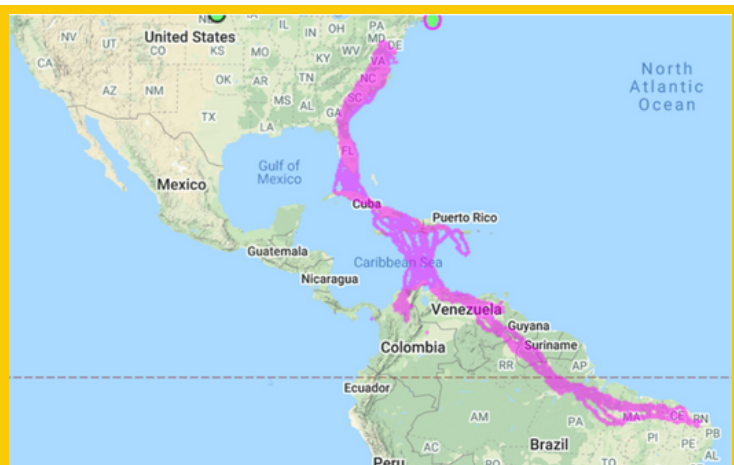 PA
NE
IL
IN
OH
MD
DE
NV
UT
CO
United States
KS
MO
KY
WV
VA
CA
OK
AR
TN
NC
AZ
NM
MS
AL
SC
GA
TX
LA
FL
North
Atlantic
Ocean
Gulf of
Mexico
Mexico
Cuba
Puerto Rico
Guatemala
Caribbean Sea
Nicaragua
Venezuela
Guyana
Suriname
Colombia
RR
AP
Ecuador
AM
PA
MA
CE
RN
PB
PI
PE
AC
AL
Brazil
TO
Peru
RO